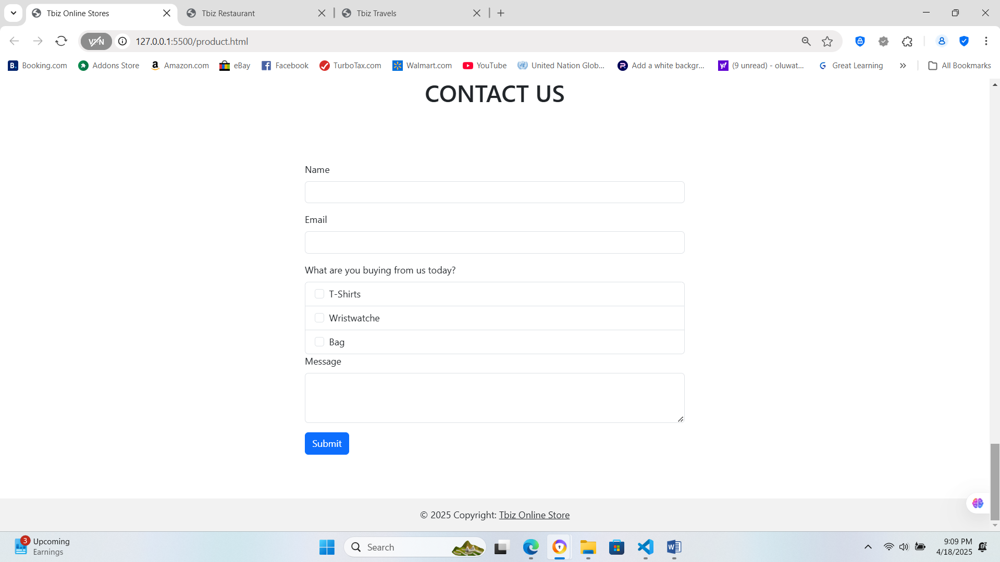 Tbiz Online Stores
Tbiz Restaurant
Tbiz Travels
VPN
127.0.0.1:5500/product.html
B. Booking.com
Addons Store
Amazon.com
eBay
Facebook
TurboTax.com
Walmart.com
YouTube
United Nation Glob...
Add a white backgr...
(9 unread) - oluwat...
Great Learning
All Bookmarks
CONTACT US
Name
Email
What are you buying from us today?
T-Shirts
Wristwatche
Bag
Message
Submit
© 2025 Copyright: Tbiz Online Store
3
Upcoming
Earnings
Search
9:09 PM
4/18/2025